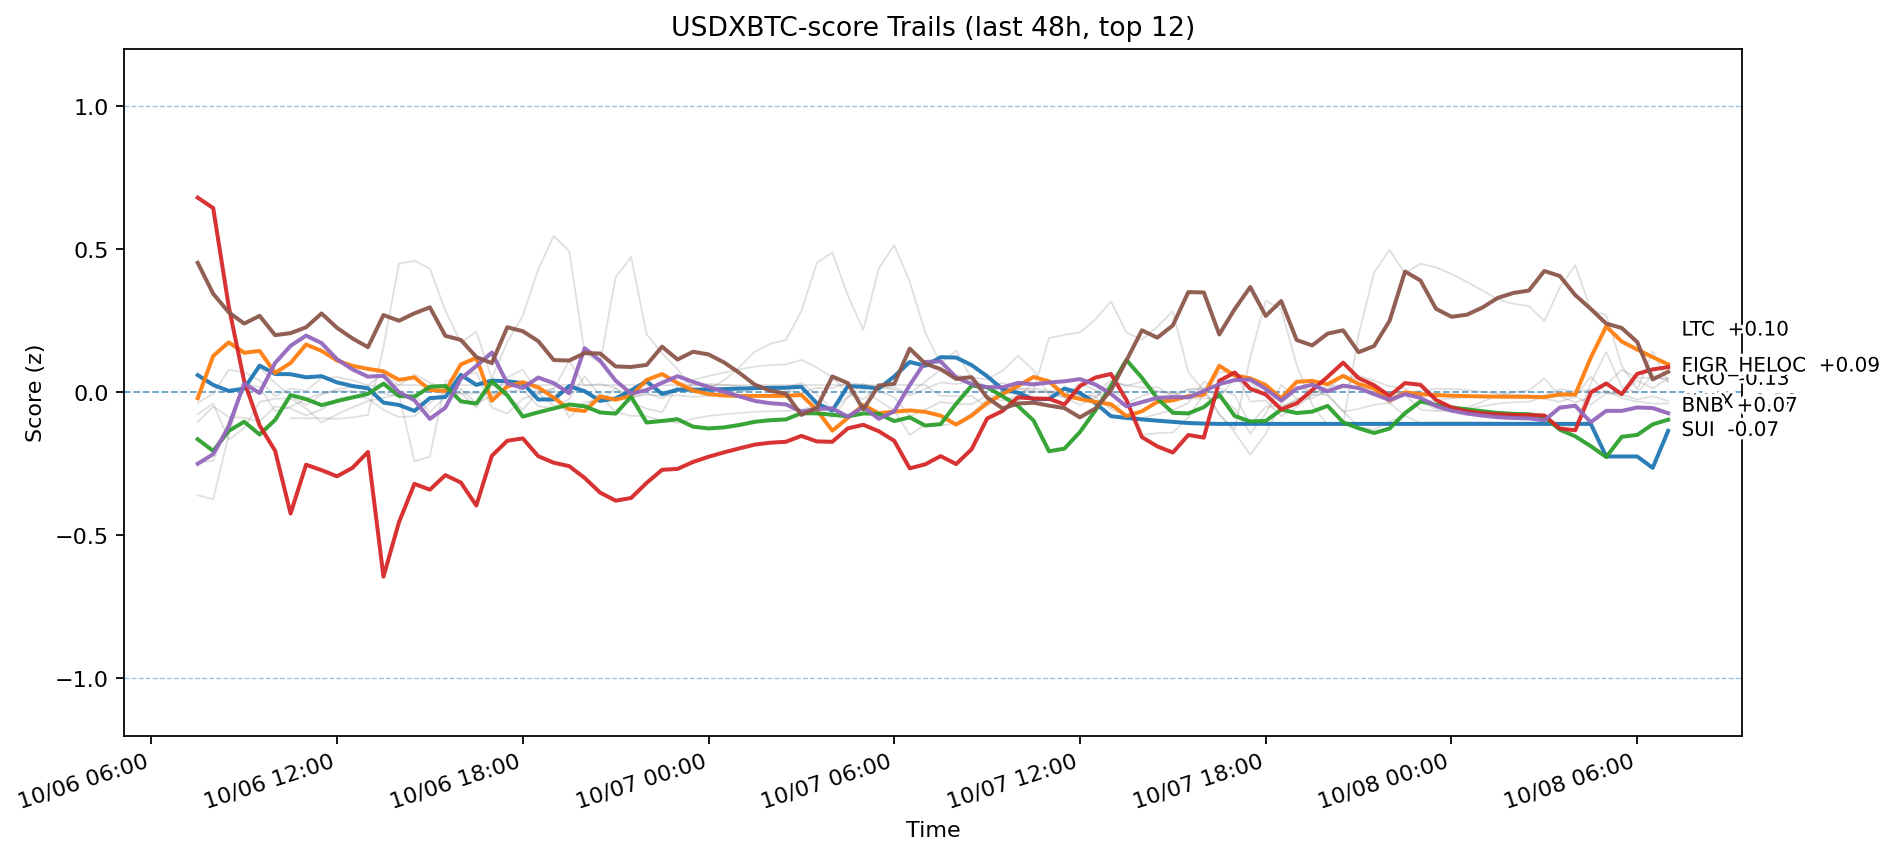 USDXBTC-score Trails (last 48h, top 12)
Score (z)
1.0
0.5
0.0
−0.5
−1.0
LTC +0.10
FIGR_HELOC +0.09
CRO -0.13
BNB +0.07
SUI -0.07
10/06 06:00
10/06 12:00
10/06 18:00
10/07 00:00
10/07 06:00
10/07 12:00
10/07 18:00
10/08 00:00
10/08 06:00
Time